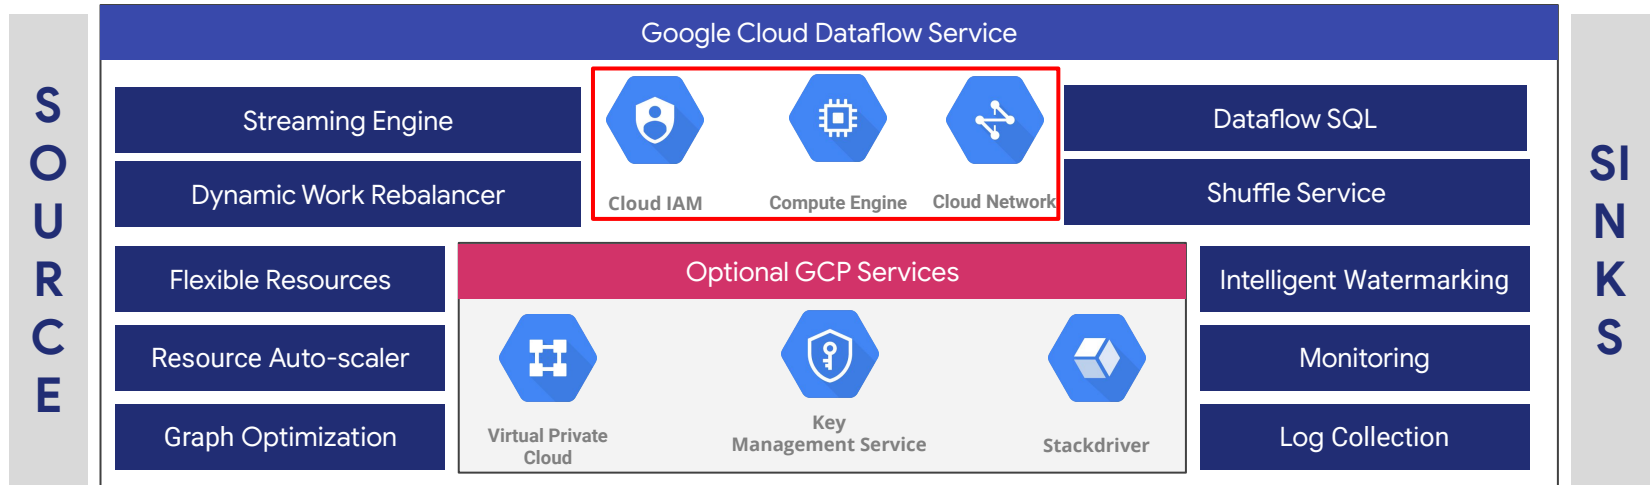 Google Cloud Dataflow Service
S
O
U
R
C
E
Streaming Engine
Dynamic Work Rebalancer
Cloud IAM
Compute Engine
Cloud Network
Dataflow SQL
Shuffle Service
Flexible Resources
Resource Auto-scaler
Graph Optimization
Optional GCP Services
Virtual Private
Cloud
Key
Management Service
Stackdriver
Intelligent Watermarking
Monitoring
Log Collection
SI
N
K
S